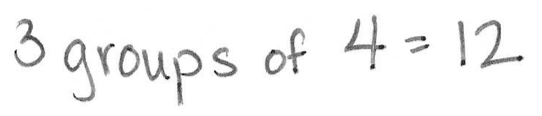 3 groups of 4 = 12